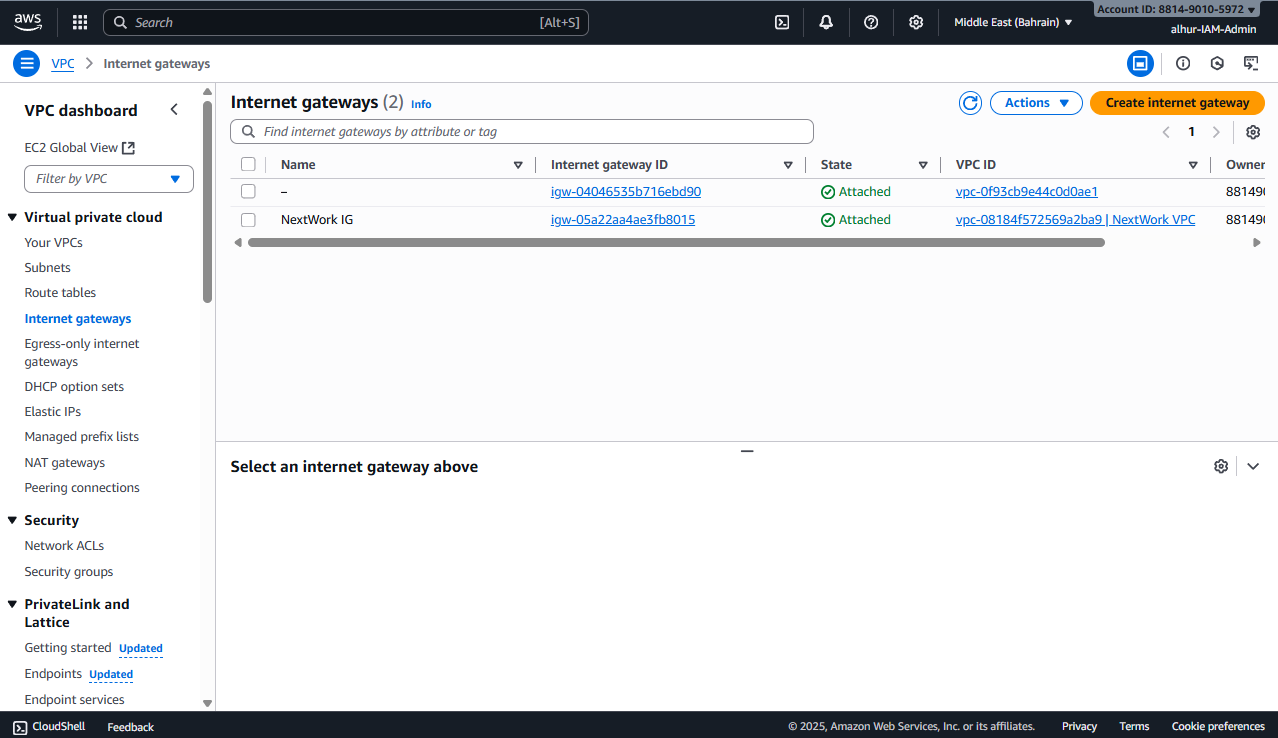 aws
Search [Alt+S]
Middle East (Bahrain)
Account ID: 8814-9010-5972
alhur-IAM-Admin
VPC > Internet gateways
VPC dashboard
EC2 Global View
Filter by VPC
Virtual private cloud
Your VPCs
Subnets
Route tables
Internet gateways
Egress-only internet
gateways
DHCP option sets
Elastic IPs
Managed prefix lists
NAT gateways
Peering connections
Security
Network ACLs
Security groups
PrivateLink and
Lattice
Getting started Updated
Endpoints Updated
Endpoint services
Internet gateways (2) Info
Actions
Create internet gateway
Find internet gateways by attribute or tag
1
Name Internet gateway ID State VPC ID Owner
– igw-04046535b716ebd90 Attached vpc-0f93cb9e44c0d0ae1 881490
NextWork IG igw-05a22aa4ae3fb8015 Attached vpc-08184f572569a2ba9 | NextWork VPC 881490
Select an internet gateway above
CloudShell Feedback © 2025, Amazon Web Services, Inc. or its affiliates. Privacy Terms Cookie preferences